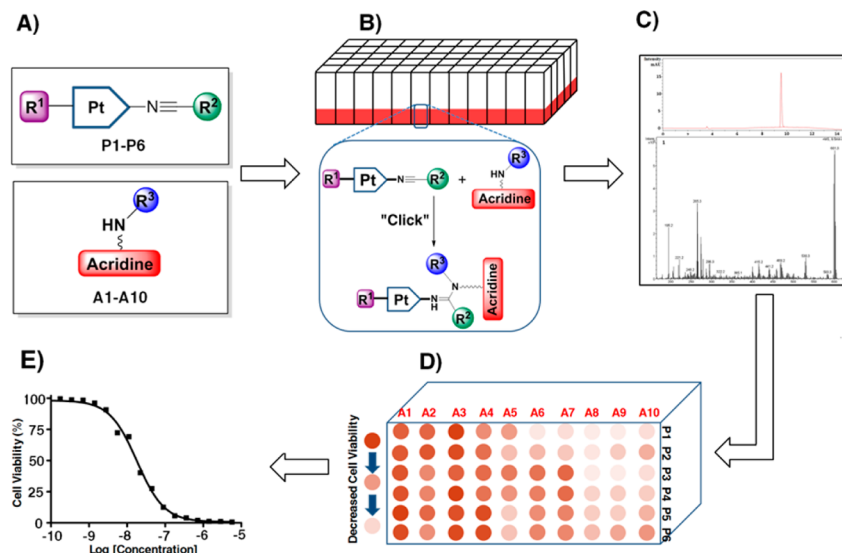 A)
R1
Pt
N
R2
P1-P6
R3
HN
Acridine
A1-A10
B)
R1
Pt
N
R2
+
R3
HN
Acridine
"Click"
R3
N
Acridine
R1
Pt
N
H
R2
C)
D)
A1 A2 A3 A4 A5 A6 A7 A8 A9 A10
P1
P2
P3
P4
P5
P6
Decreased Cell Viability
E)
Cell Viability (%)
100
75
50
25
0
-10 -9 -8 -7 -6 -5
Log [Concentration]